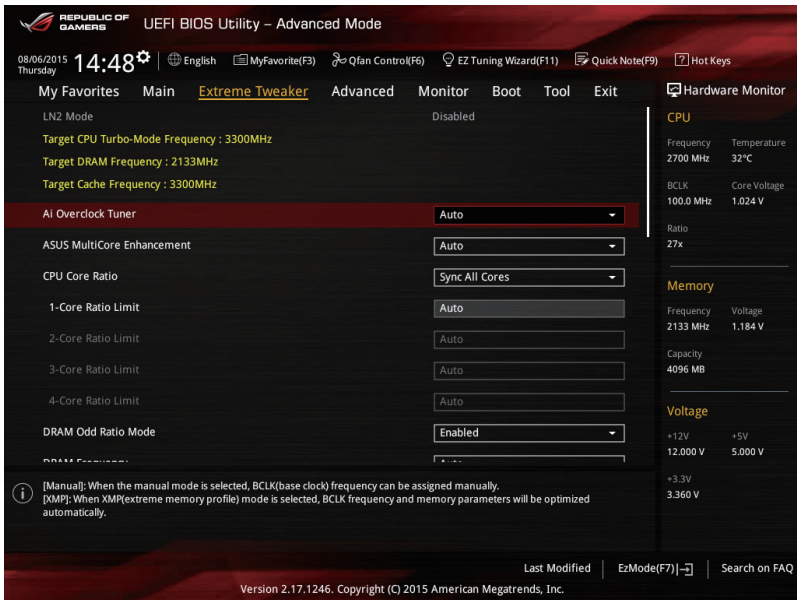 REPUBLIC OF
GAMERS
UEFI BIOS Utility – Advanced Mode
08/06/2015
Thursday
14:48
English
MyFavorite(F3)
Qfan Control(F6)
EZ Tuning Wizard(F11)
Quick Note(F9)
? Hot Keys
My Favorites
Main
Extreme Tweaker
Advanced
Monitor
Boot
Tool
Exit
LN2 Mode Disabled
Target CPU Turbo-Mode Frequency : 3300MHz
Target DRAM Frequency : 2133MHz
Target Cache Frequency : 3300MHz
Ai Overclock Tuner Auto
ASUS MultiCore Enhancement Auto
CPU Core Ratio Sync All Cores
1-Core Ratio Limit Auto
2-Core Ratio Limit Auto
3-Core Ratio Limit Auto
4-Core Ratio Limit Auto
DRAM Odd Ratio Mode Enabled
DRAM Frequency Auto
[Manual]: When the manual mode is selected, BCLK(base clock) frequency can be assigned manually.
[XMP]: When XMP(extreme memory profile) mode is selected, BCLK frequency and memory parameters will be optimized
automatically.
Hardware Monitor
CPU
Frequency Temperature
2700 MHz 32°C
BCLK Core Voltage
100.0 MHz 1.024 V
Ratio
27x
Memory
Frequency Voltage
2133 MHz 1.184 V
Capacity
4096 MB
Voltage
+12V +5V
12.000 V 5.000 V
+3.3V
3.360 V
Last Modified
EzMode(F7)
Search on FAQ
Version 2.17.1246. Copyright (C) 2015 American Megatrends, Inc.